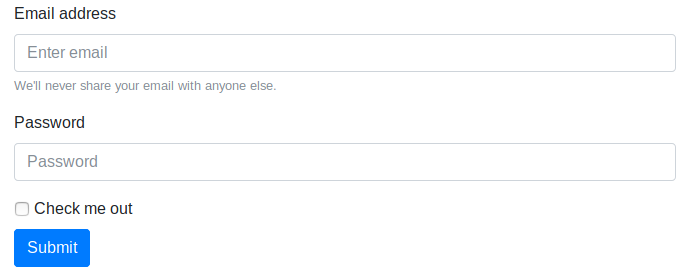 Email address
Enter email
We'll never share your email with anyone else.
Password
Password
Check me out
Submit